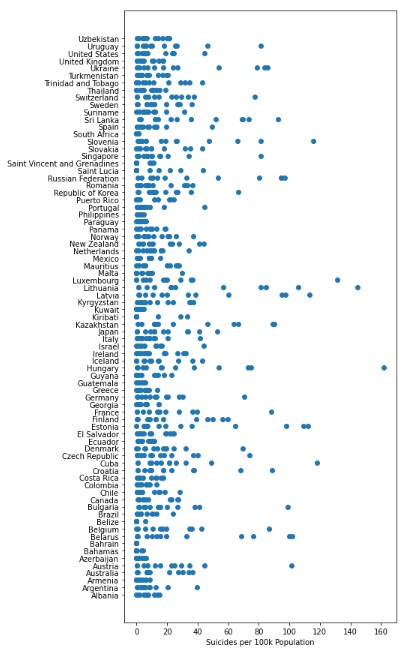 Uzbekistan
Uruguay
United States
United Kingdom
Ukraine
Turkmenistan
Trinidad and Tobago
Thailand
Switzerland
Sweden
Suriname
Sri Lanka
Spain
South Africa
Slovenia
Slovakia
Singapore
Saint Vincent and Grenadines
Saint Lucia
Russian Federation
Romania
Republic of Korea
Puerto Rico
Portugal
Philippines
Paraguay
Panama
Norway
New Zealand
Netherlands
Mexico
Mauritius
Malta
Luxembourg
Lithuania
Latvia
Kyrgyzstan
Kuwait
Kiribati
Kazakhstan
Japan
Italy
Israel
Ireland
Iceland
Hungary
Guyana
Guatemala
Greece
Germany
Georgia
France
Finland
Estonia
El Salvador
Ecuador
Denmark
Czech Republic
Cuba
Croatia
Costa Rica
Colombia
Chile
Canada
Bulgaria
Brazil
Belize
Belgium
Belarus
Bahrain
Bahamas
Azerbaijan
Austria
Australia
Armenia
Argentina
Albania
0 20 40 60 80 100 120 140 160
Suicides per 100k Population